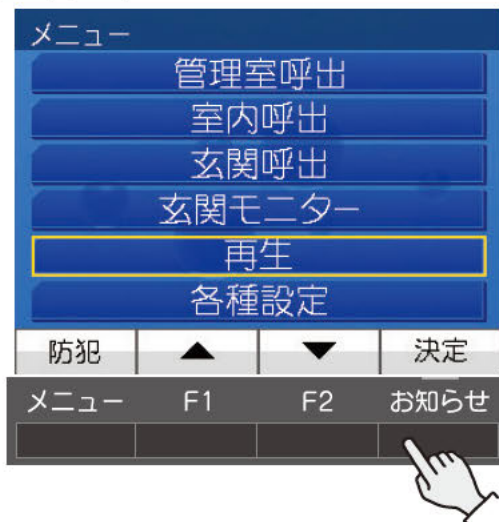 メニュー
管理室呼出
室内呼出
玄関呼出
玄関モニター
再生
各種設定
防犯 ▲ ▼ 決定
メニュー F1 F2 お知らせ